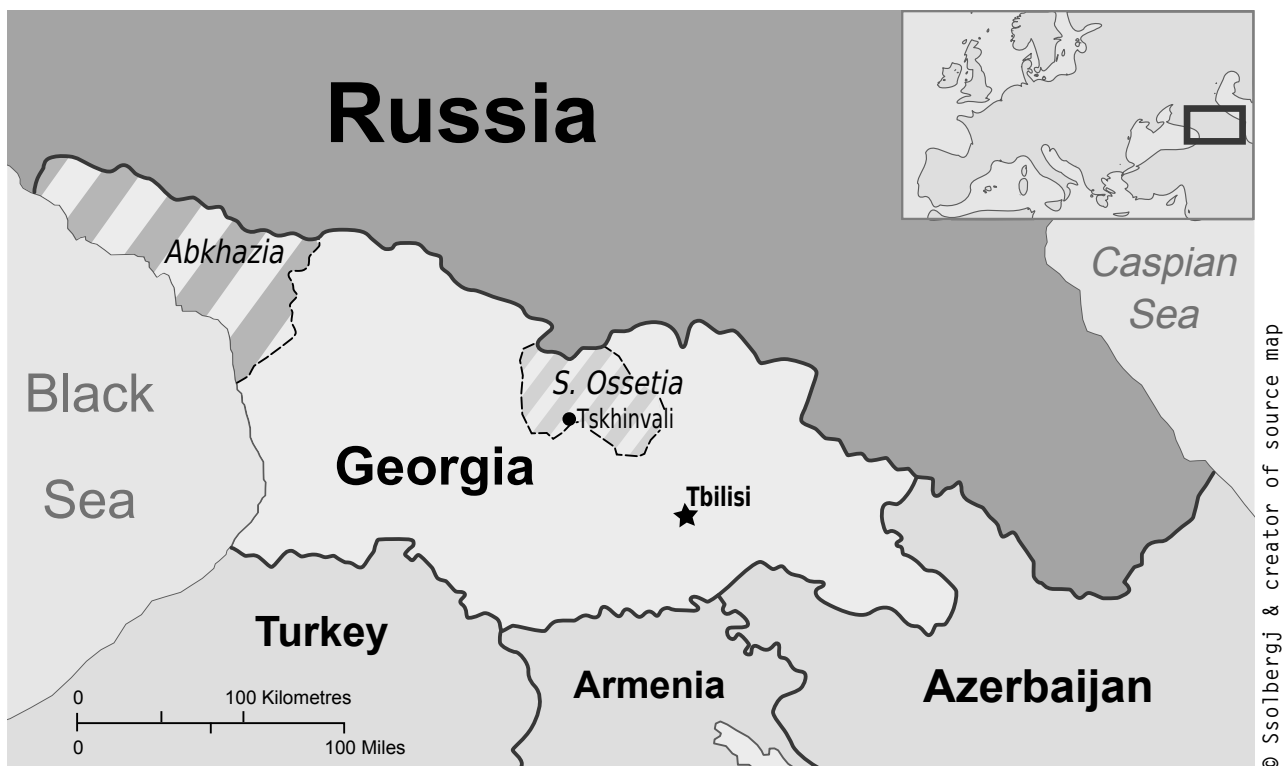 Russia
Abkhazia
Caspian
Sea
S. Ossetia
Tskhinvali
Black
Sea
Georgia
Tbilisi
Turkey
Armenia
Azerbaijan
0 100 Kilometres
0 100 Miles
© Ssolbergj & creator of source map